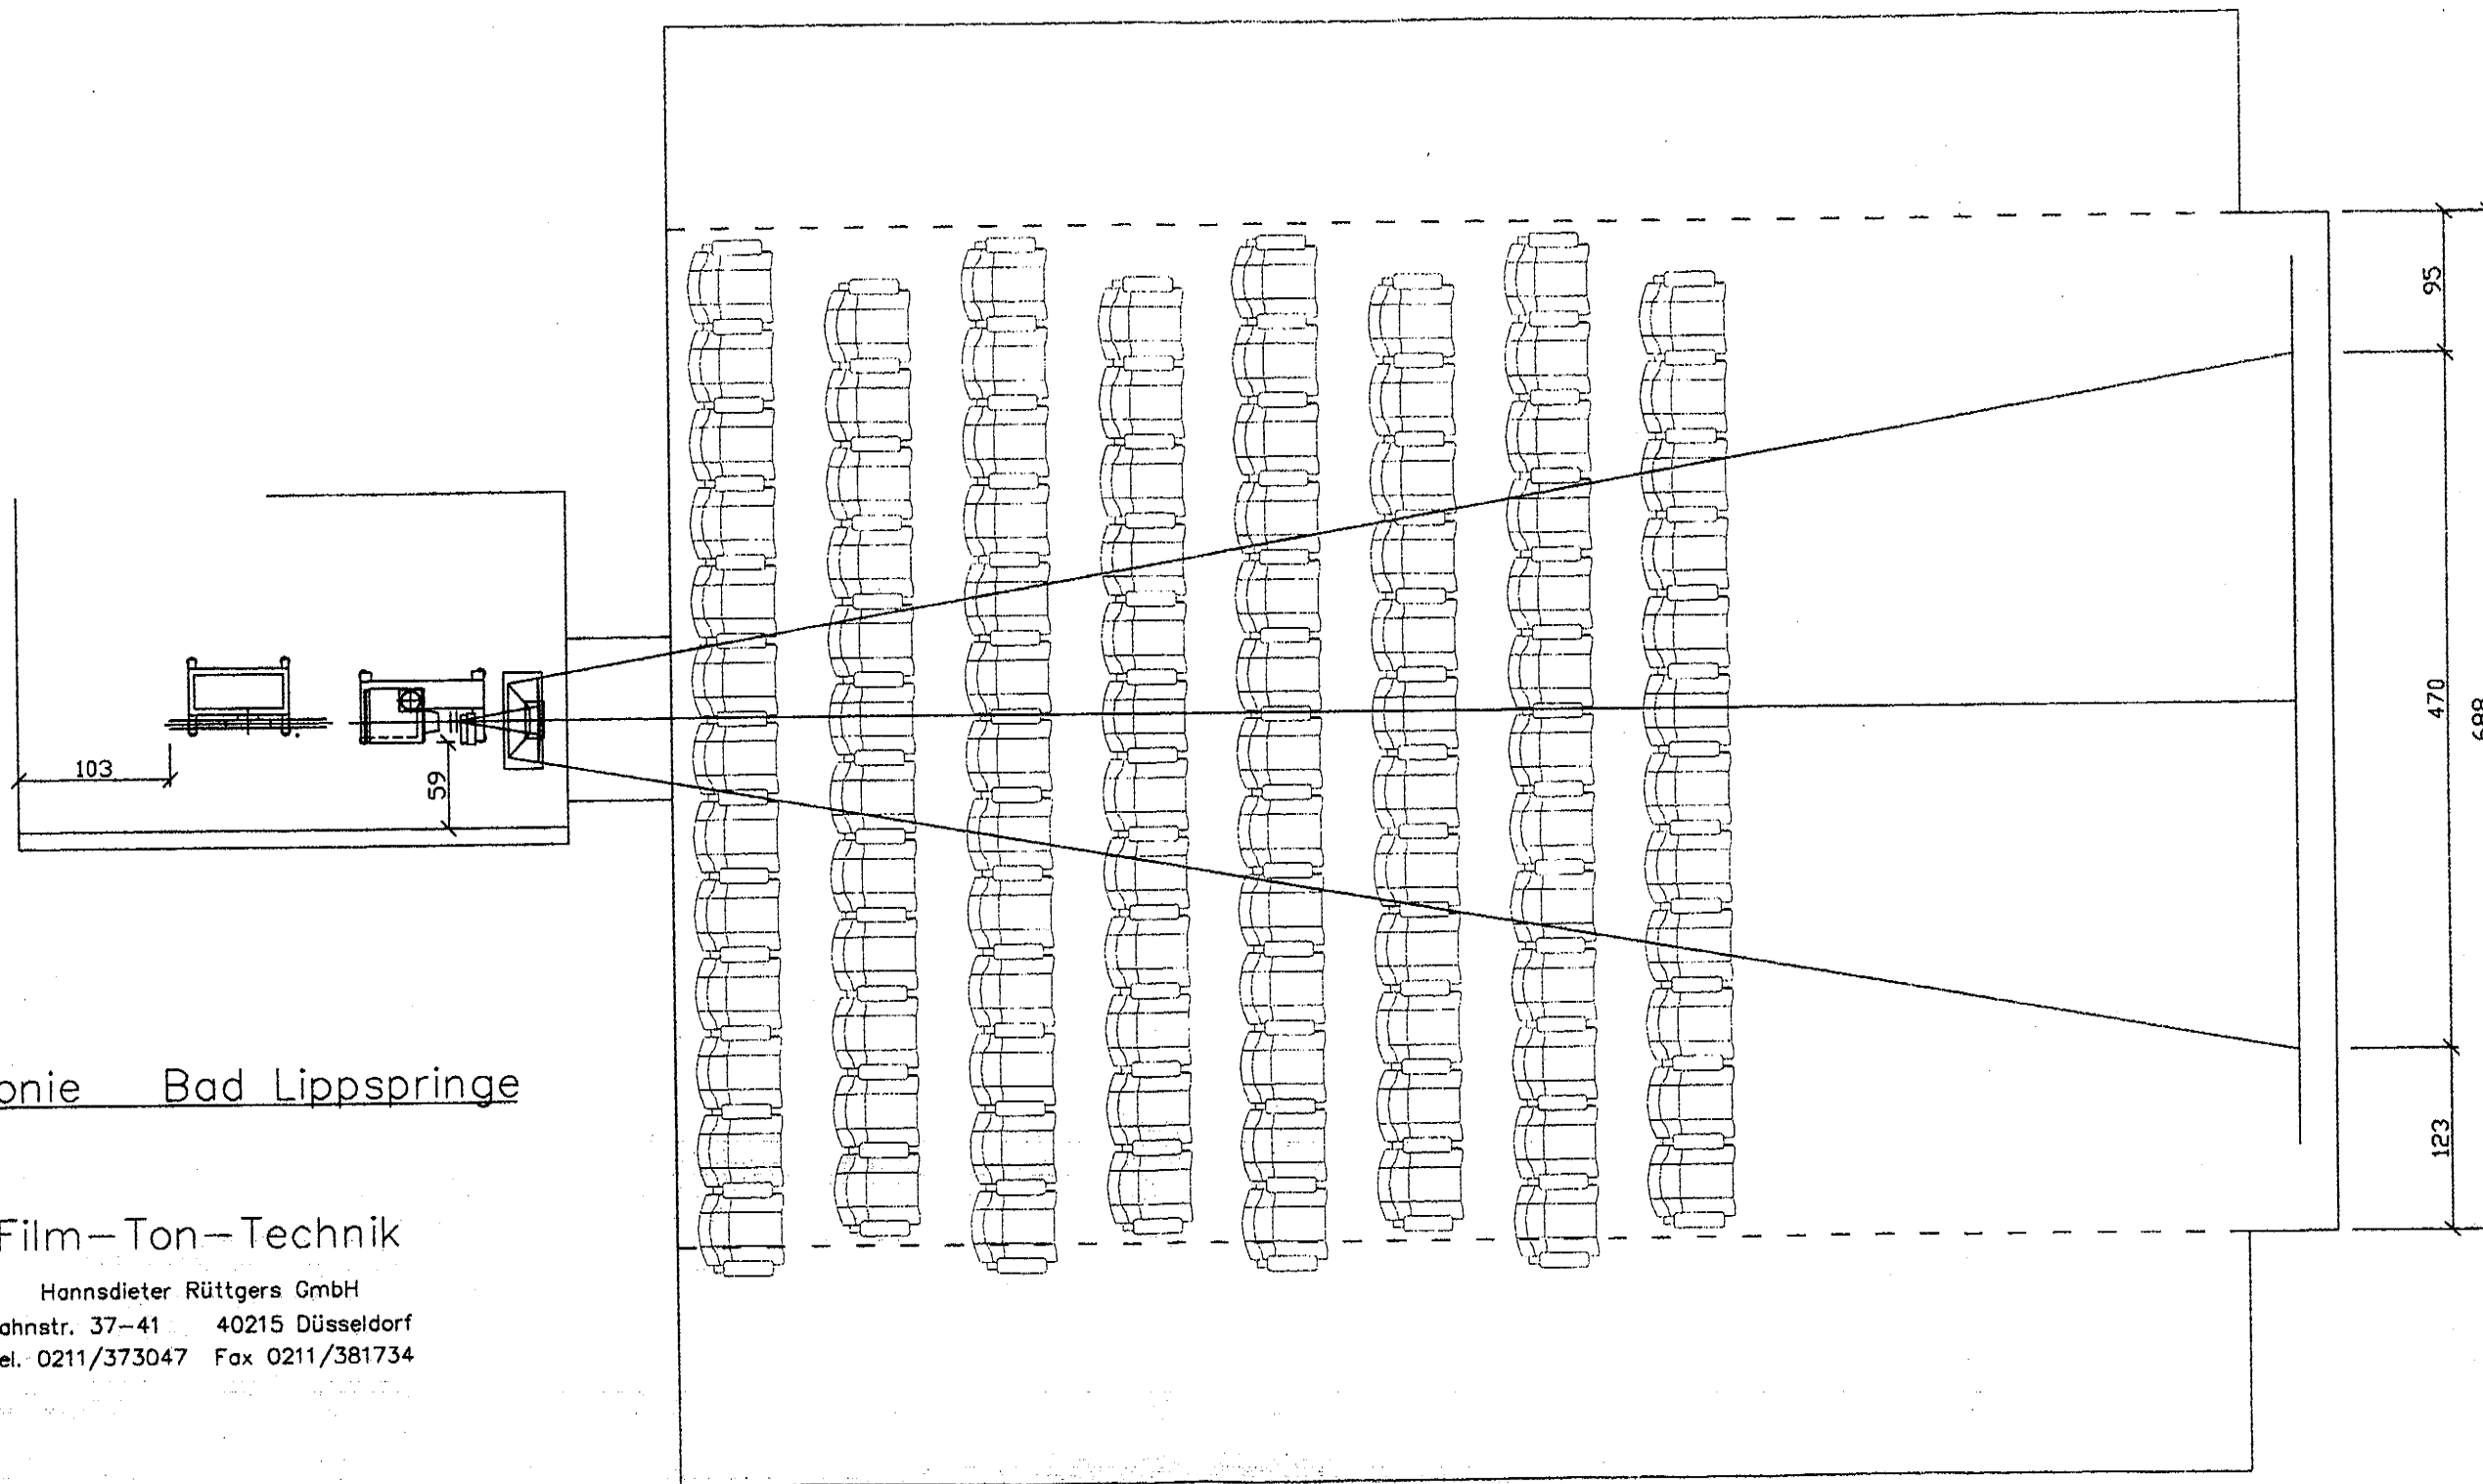 onie Bad Lippspringe
Film-Ton-Technik
Hannsdieter Rüttgers GmbH
ahnstr. 37-41 40215 Düsseldorf
el. 0211/373047 Fax 0211/381734
103
59
95
470
688
123